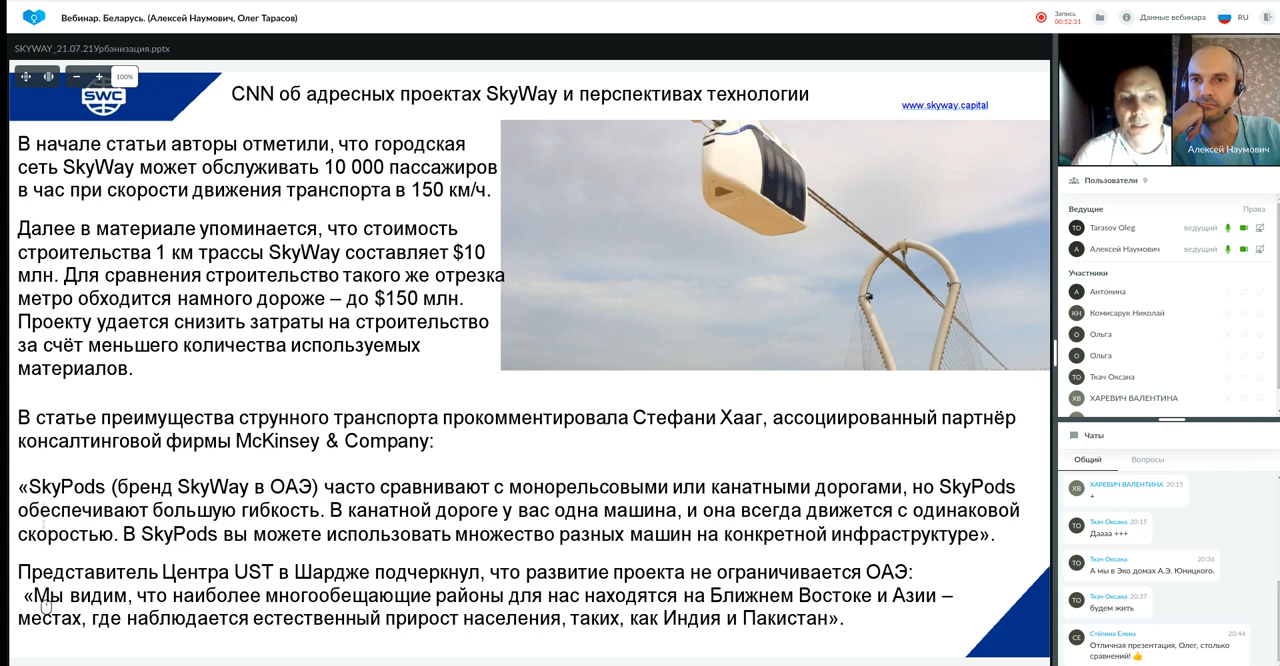 Вебинар. Беларусь. (Алексей Наумович, Олег Тарасов)
Запись
00:52:31
Данные вебинара
RU
SKYWAY_21.07.21Урбанизация.pptx
100%
SWC
CNN об адресных проектах SkyWay и перспективах технологии
www.skyway.capital
В начале статьи авторы отметили, что городская
сеть SkyWay может обслуживать 10 000 пассажиров
в час при скорости движения транспорта в 150 км/ч.
Далее в материале упоминается, что стоимость
строительства 1 км трассы SkyWay составляет $10
млн. Для сравнения строительство такого же отрезка
метро обходится намного дороже – до $150 млн.
Проекту удается снизить затраты на строительство
за счёт меньшего количества используемых
материалов.
В статье преимущества струнного транспорта прокомментировала Стефани Хааг, ассоциированный партнёр
консалтинговой фирмы McKinsey & Company:
«SkyPods (бренд SkyWay в ОАЭ) часто сравнивают с монорельсовыми или канатными дорогами, но SkyPods
обеспечивают большую гибкость. В канатной дороге у вас одна машина, и она всегда движется с одинаковой
скоростью. В SkyPods вы можете использовать множество разных машин на конкретной инфраструктуре».
Представитель Центра UST в Шардже подчеркнул, что развитие проекта не ограничивается ОАЭ:
«Мы видим, что наиболее многообещающие районы для нас находятся на Ближнем Востоке и Азии –
местах, где наблюдается естественный прирост населения, таких, как Индия и Пакистан».
Алексей Наумович
Пользователи 9
Ведущие Права
TO Tarasov Oleg ведущий
А Алексей Наумович ведущий
Участники
А Антонина
КН Комисарук Николай
О Ольга
О Ольга
ТО Ткач Оксана
ХВ ХАРЕВИЧ ВАЛЕНТИНА
Чаты
Общий Вопросы
ХВ ХАРЕВИЧ ВАЛЕНТИНА 20:15
+
ТО Ткач Оксана 20:15
Даааа +++
ТО Ткач Оксана 20:36
А мы в Эко домах А.Э. Юницкого.
ТО Ткач Оксана 20:37
будем жить
СЕ Стёпина Елена 20:44
Отличная презентация, Олег, столько
сравнений! 👍